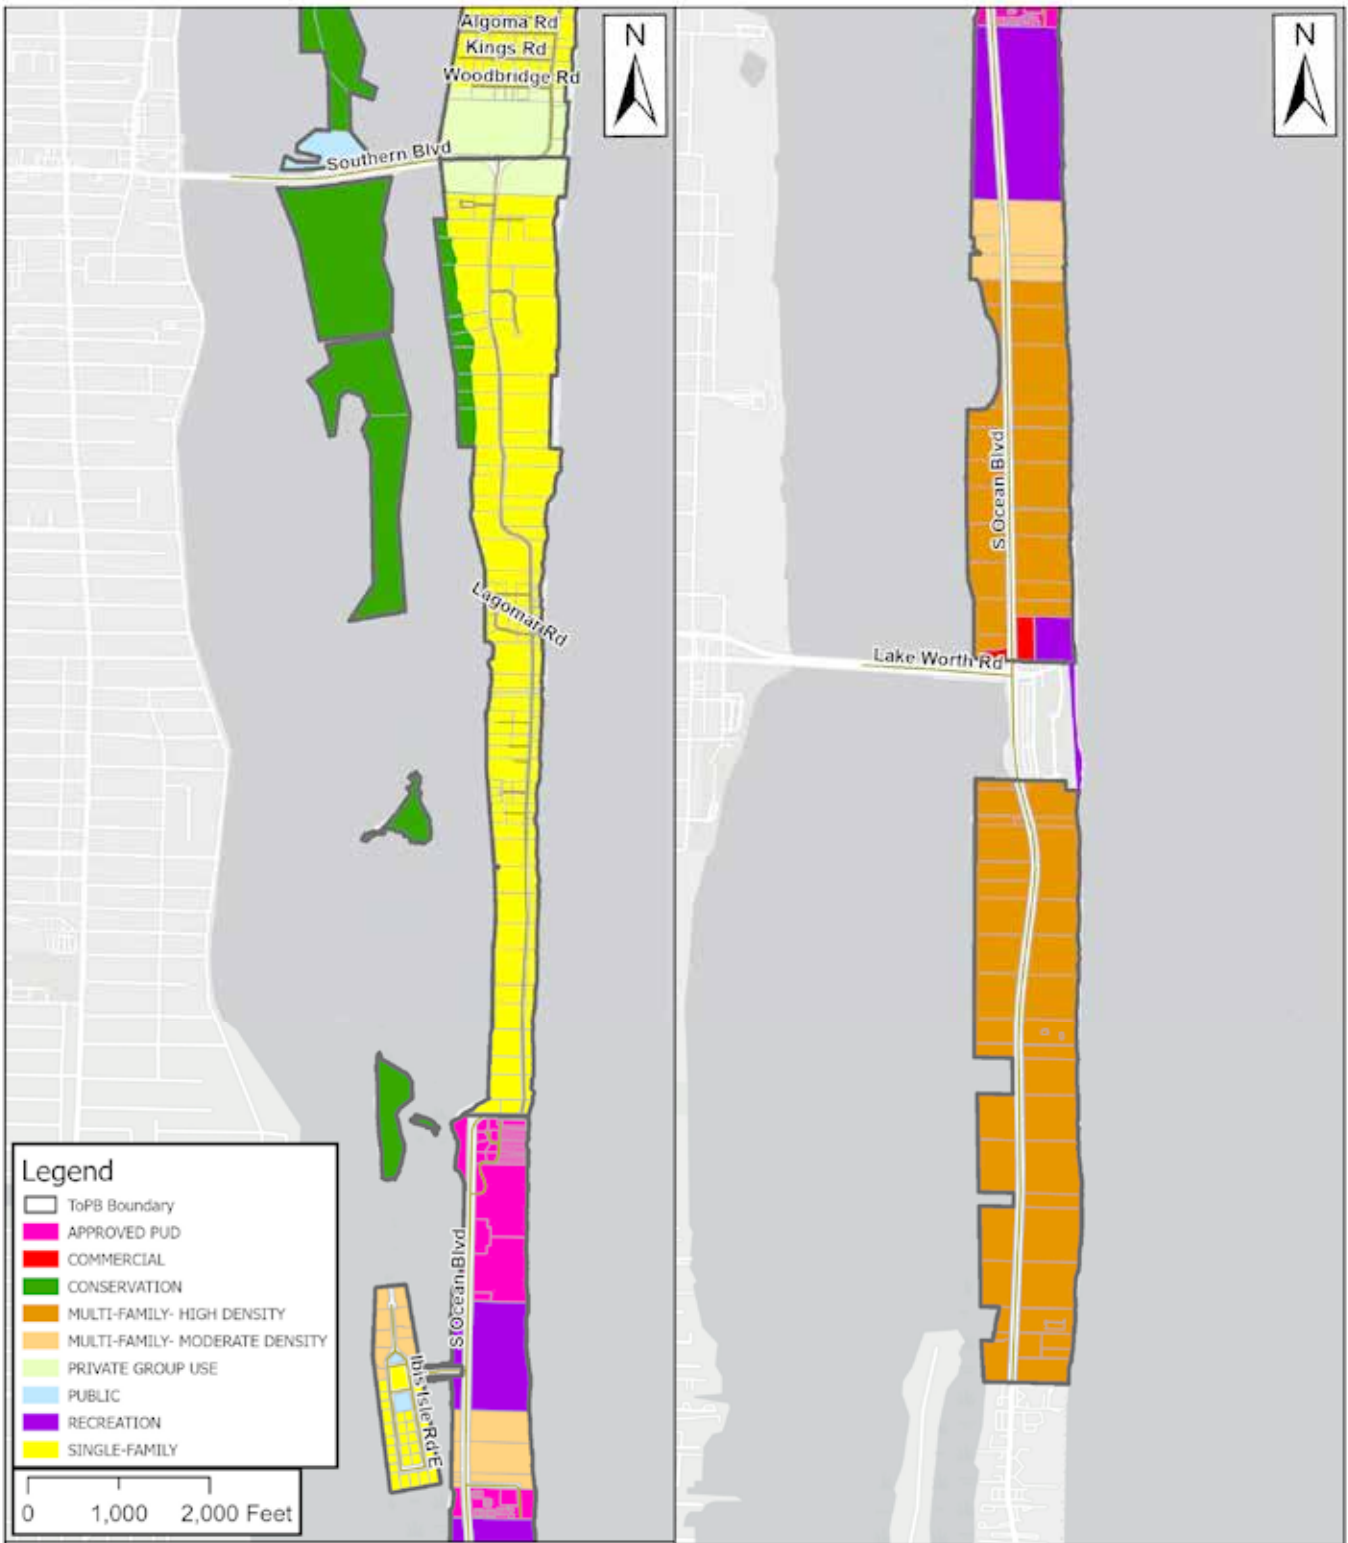 Algoma Rd
Kings Rd
Woodbridge Rd
Southern Blvd
N
Lagomar Rd
S Ocean Blvd
Ibis Isle Rd E
Legend
ToPB Boundary
APPROVED PUD
COMMERCIAL
CONSERVATION
MULTI-FAMILY- HIGH DENSITY
MULTI-FAMILY- MODERATE DENSITY
PRIVATE GROUP USE
PUBLIC
RECREATION
SINGLE-FAMILY
0 1,000 2,000 Feet
N
S Ocean Blvd
Lake Worth Rd